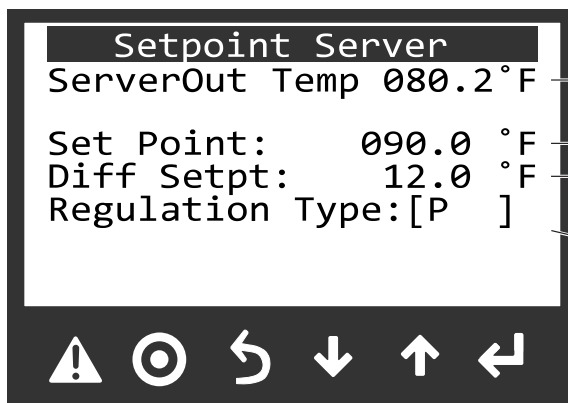 Setpoint Server
ServerOut Temp 080.2°F
Set Point: 090.0 °F
Diff Setpt: 12.0 °F
Regulation Type:[P ]